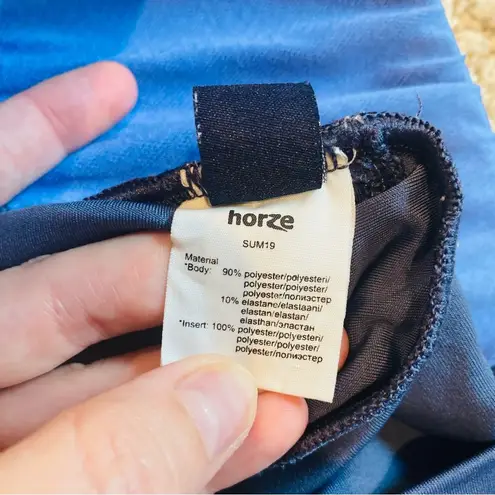 horze
SUM19
Material
*Body: 90% polyester/polyesteri/
polyester/polyester/
polyester/полиэстер
10% elastane/elastaani/
elastan/elastan/
elasthan/эластан
*Insert: 100% polyester/polyesteri/
polyester/polyester/
polyester/полиэстер